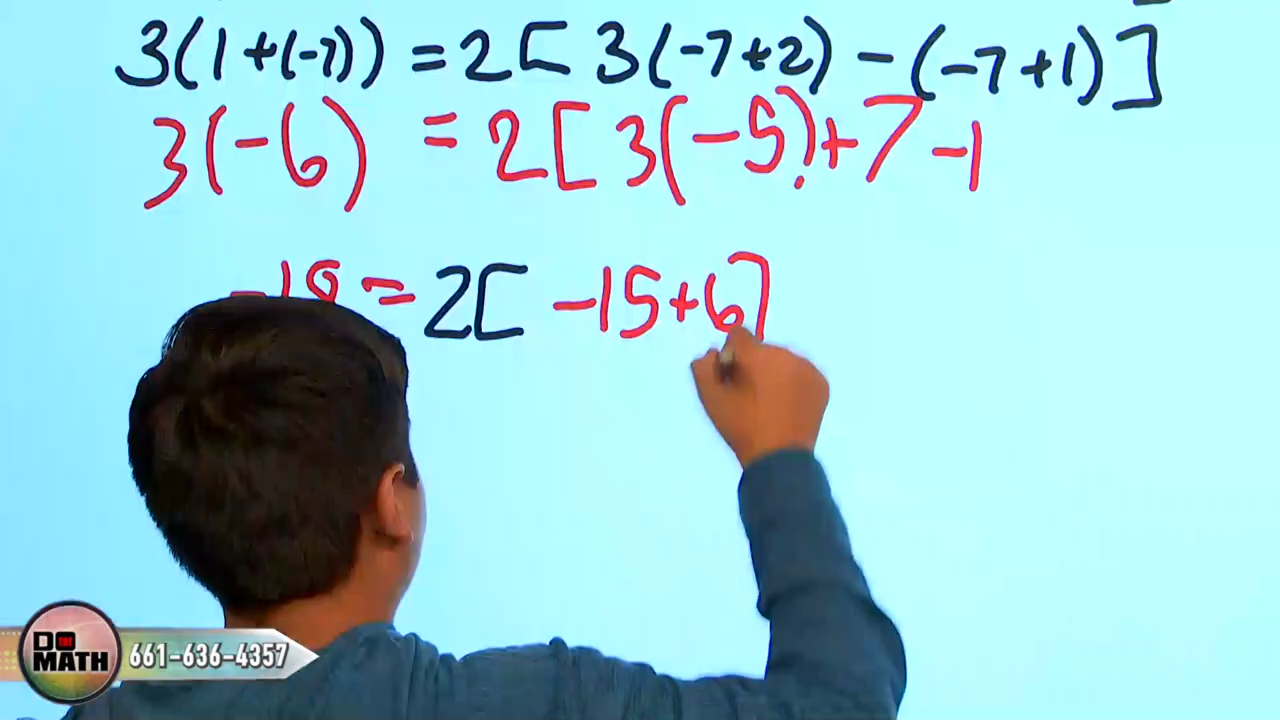 3(1+(-7)) = 2[ 3(-7+2) - (-7+1) ]
3(-6) = 2[ 3(-5)+7-1
-18 = 2[ -15+6]
DO THE MATH 661-636-4357